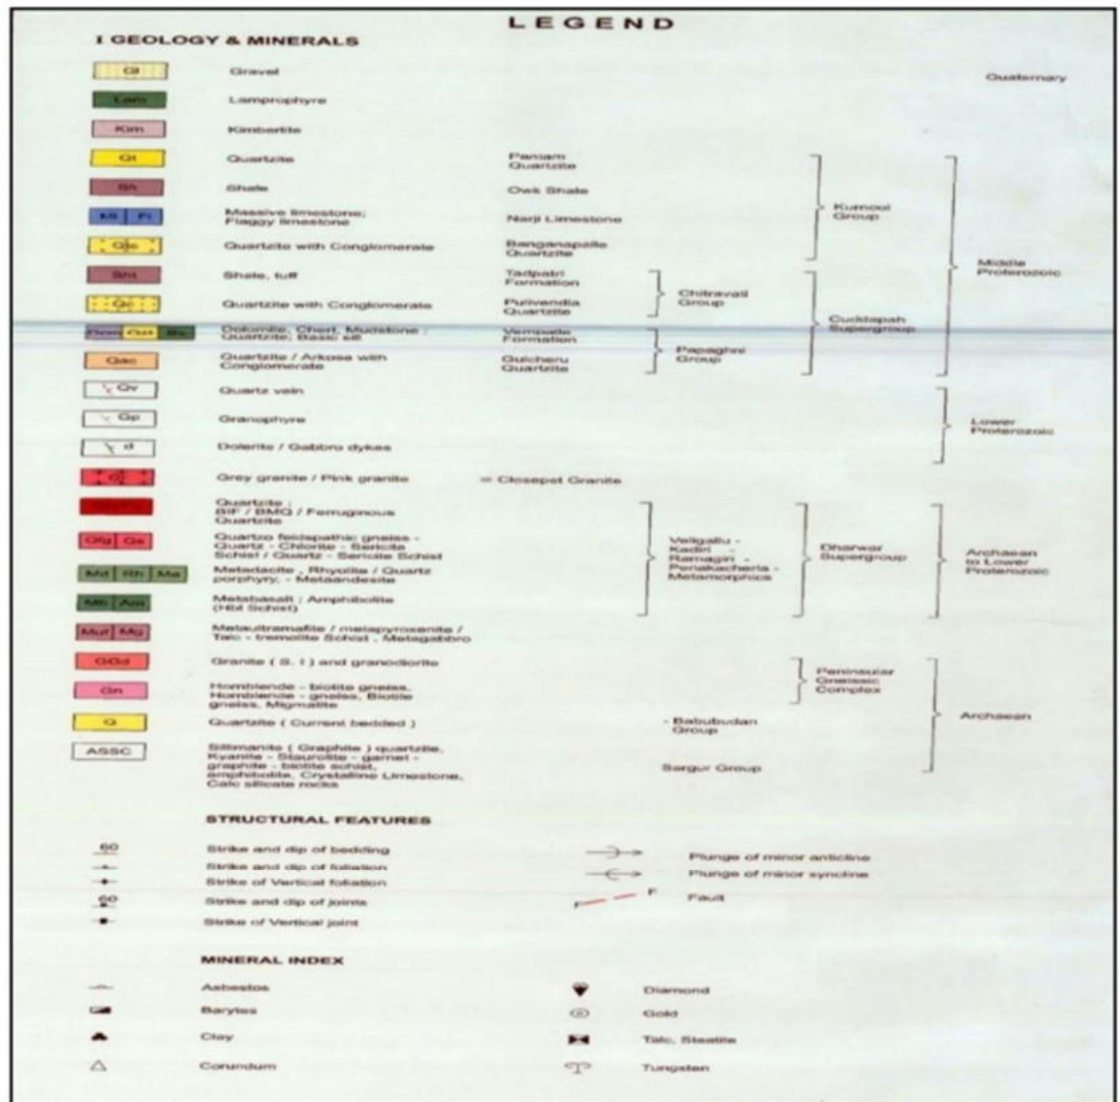 LEGEND
I GEOLOGY & MINERALS
Gravel Quaternary
Lam Lamprophyre
Kim Kimberlite
Qt Quartzite Paniam Quartzite
Sh Shale Owk Shale
Ml Fl Massive limestone; Flaggy limestone Narji Limestone
Kurnool Group
Quartzite with Conglomerate Banganapalle Quartzite
Middle Proterozoic
Sht Shale, tuff Tadpatri Formation
Chitravati Group
Quartzite with Conglomerate Pulivendla Quartzite
Cuddapah Supergroup
Dolomite, Chert, Mudstone; Quartzite; Basic sill Vempalle Formation
Papaghni Group
Qac Quartzite / Arkose with Conglomerate Gulcheru Quartzite
Qv Quartz vein
Gp Granophyre
Lower Proterozoic
d Dolerite / Gabbro dykes
Grey granite / Pink granite = Closepet Granite
Quartzite;
BIF / BMQ / Ferruginous
Quartzite
Qfg Qs Quartzo feldspathic gneiss -
Quartz - Chlorite - Sericite
Schist / Quartz - Sericite Schist
Veligallu -
Kadiri -
Ramagiri -
Penakacherla -
Metamorphics
Dharwar
Supergroup
Archaean
to Lower
Proterozoic
Md Rh Ma Metadacite, Rhyolite / Quartz
porphyry, - Metaandesite
Mb Am Metabasalt; Amphibolite
(Hbl Schist)
Mu Metaultramafite / metapyroxenite /
Talc - tremolite Schist, Metagabbro
GGd Granite ( S. l ) and granodiorite
Peninsular
Gneissic
Complex
Gn Hornblende - biotite gneiss,
Hornblende - gneiss, Biotite
gneiss, Migmatite
Archaean
Q Quartzite ( Current bedded ) - Bababudan
Group
ASSC Sillimanite ( Graphite ) quartzite,
Kyanite - Staurolite - garnet -
graphite - biotite schist,
amphibolite, Crystalline Limestone,
Calc silicate rocks
Sargur Group
STRUCTURAL FEATURES
60 Strike and dip of bedding Plunge of minor anticline
Strike and dip of foliation Plunge of minor syncline
Strike of Vertical foliation
60 Strike and dip of joints F F Fault
Strike of Vertical joint
MINERAL INDEX
Asbestos Diamond
Barytes Gold
Clay Talc, Steatite
Corundum Tungsten